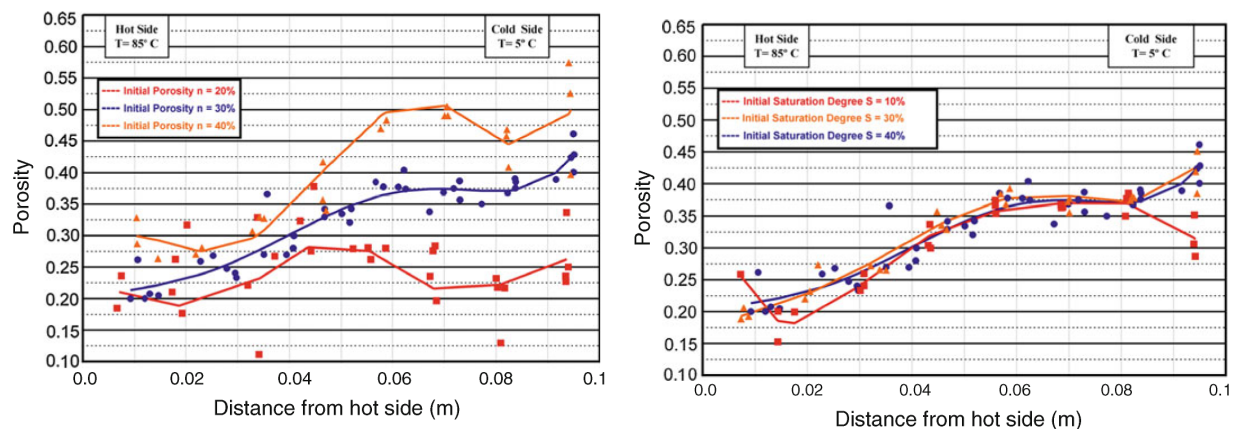 0.65
0.60
0.55
0.50
0.45
0.40
0.35
0.30
0.25
0.20
0.15
0.10
Porosity
Hot Side
T= 85º C
Cold Side
T= 5º C
Initial Porosity n = 20%
Initial Porosity n = 30%
Initial Porosity n = 40%
0.0 0.02 0.04 0.06 0.08 0.1
Distance from hot side (m)
0.65
0.60
0.55
0.50
0.45
0.40
0.35
0.30
0.25
0.20
0.15
0.10
Porosity
Hot Side
T= 85º C
Cold Side
T= 5º C
Initial Saturation Degree S = 10%
Initial Saturation Degree S = 30%
Initial Saturation Degree S = 40%
0.0 0.02 0.04 0.06 0.08 0.1
Distance from hot side (m)